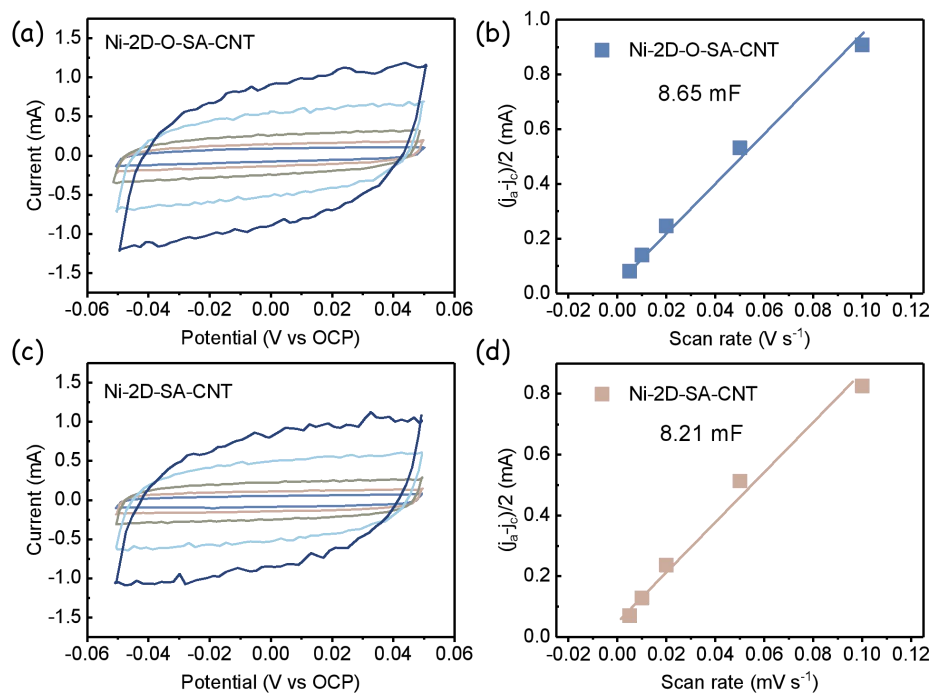 (a)
Ni-2D-O-SA-CNT
1.5
1.0
0.5
0.0
-0.5
-1.0
-1.5
Current (mA)
-0.06 -0.04 -0.02 0.00 0.02 0.04 0.06
Potential (V vs OCP)
(b)
Ni-2D-O-SA-CNT
8.65 mF
1.0
0.8
0.6
0.4
0.2
0.0
(jₐ-j꜀)/2 (mA)
0.00 0.02 0.04 0.06 0.08 0.10 0.12
Scan rate (V s⁻¹)
(c)
Ni-2D-SA-CNT
1.5
1.0
0.5
0.0
-0.5
-1.0
-1.5
Current (mA)
-0.06 -0.04 -0.02 0.00 0.02 0.04 0.06
Potential (V vs OCP)
(d)
Ni-2D-SA-CNT
8.21 mF
0.8
0.6
0.4
0.2
0.0
(jₐ-j꜀)/2 (mA)
0.00 0.02 0.04 0.06 0.08 0.10 0.12
Scan rate (mV s⁻¹)